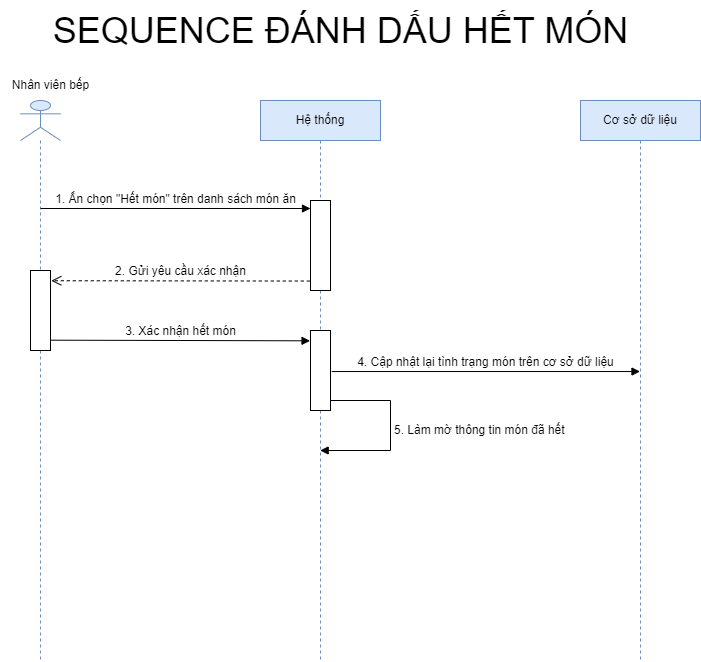 SEQUENCE ĐÁNH DẤU HẾT MÓN
Nhân viên bếp
Hệ thống
Cơ sở dữ liệu
1. Ấn chọn "Hết món" trên danh sách món ăn
2. Gửi yêu cầu xác nhận
3. Xác nhận hết món
4. Cập nhật lại tình trạng món trên cơ sở dữ liệu
5. Làm mờ thông tin món đã hết